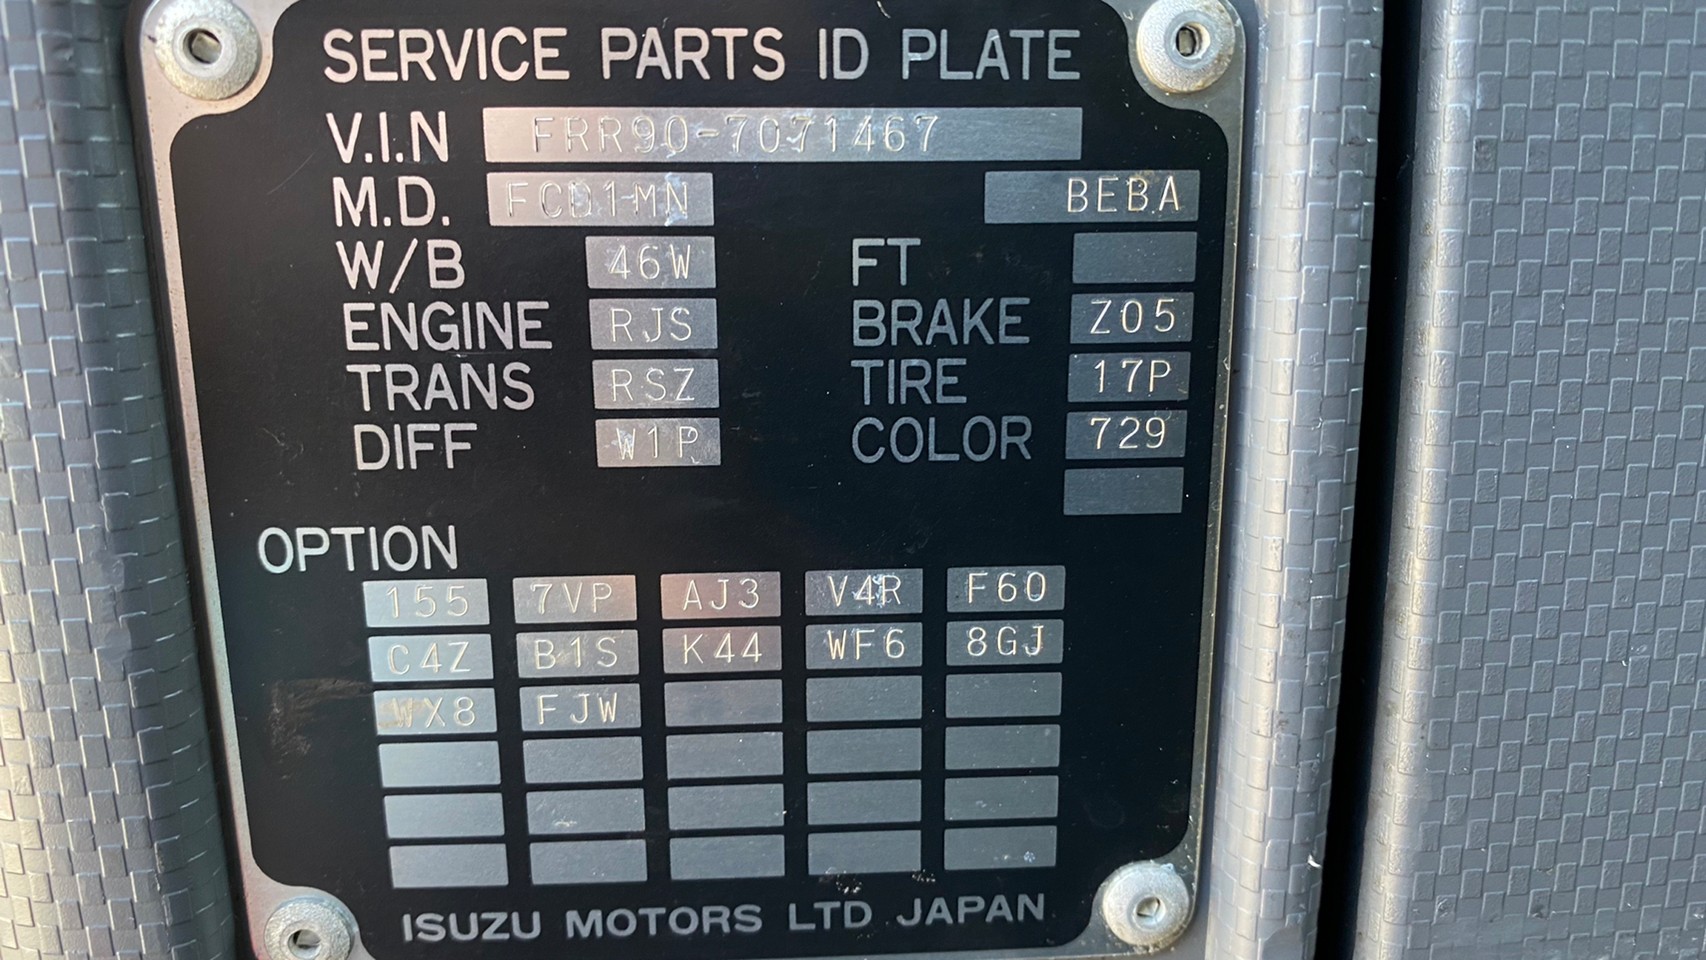 SERVICE PARTS ID PLATE
V.I.N FRR90-7071467
M.D. FCD1MN BEBA
W/B 46W FT
ENGINE RJS BRAKE Z05
TRANS RSZ TIRE 17P
DIFF W1P COLOR 729
OPTION
155 7VP AJ3 V4R F60
C4Z B1S K44 WF6 8GJ
WX8 FJW
ISUZU MOTORS LTD JAPAN